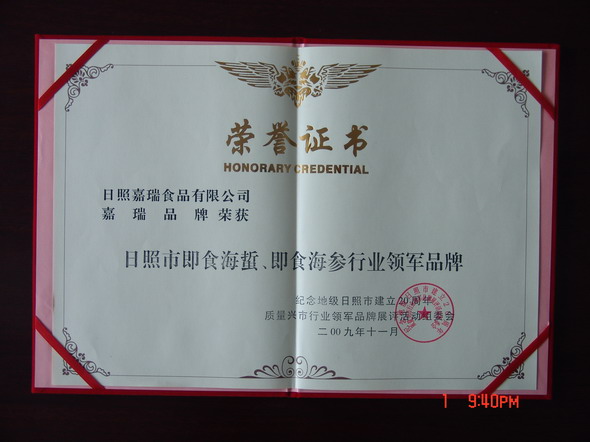 荣誉证书
HONORARY CREDENTIAL
日照嘉瑞食品有限公司
嘉瑞品牌荣获
日照市即食海蜇、即食海参行业领军品牌
纪念地级日照市建立20周年
质量兴市行业领军品牌展评活动组委会
二00九年十一月
1 9:40PM